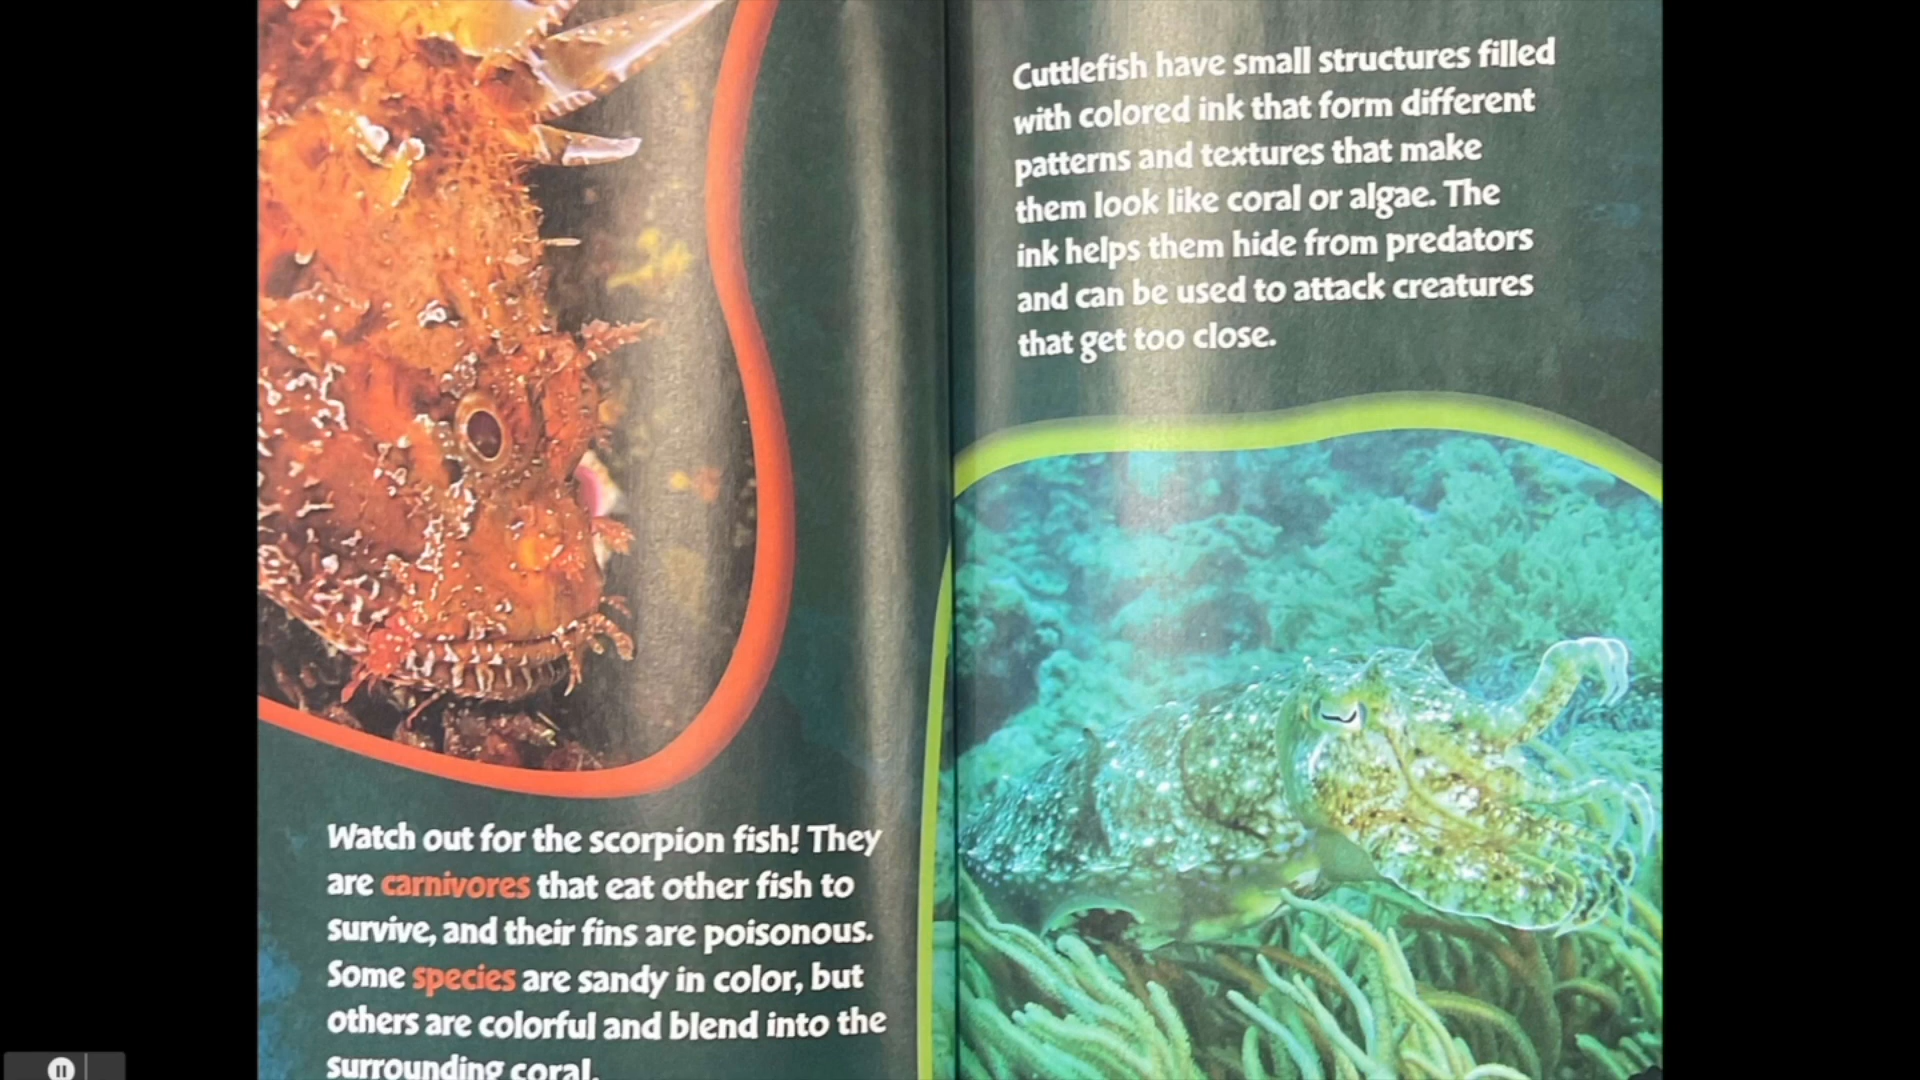 Watch out for the scorpion fish! They
are carnivores that eat other fish to
survive, and their fins are poisonous.
Some species are sandy in color, but
others are colorful and blend into the
surrounding coral.
Cuttlefish have small structures filled
with colored ink that form different
patterns and textures that make
them look like coral or algae. The
ink helps them hide from predators
and can be used to attack creatures
that get too close.